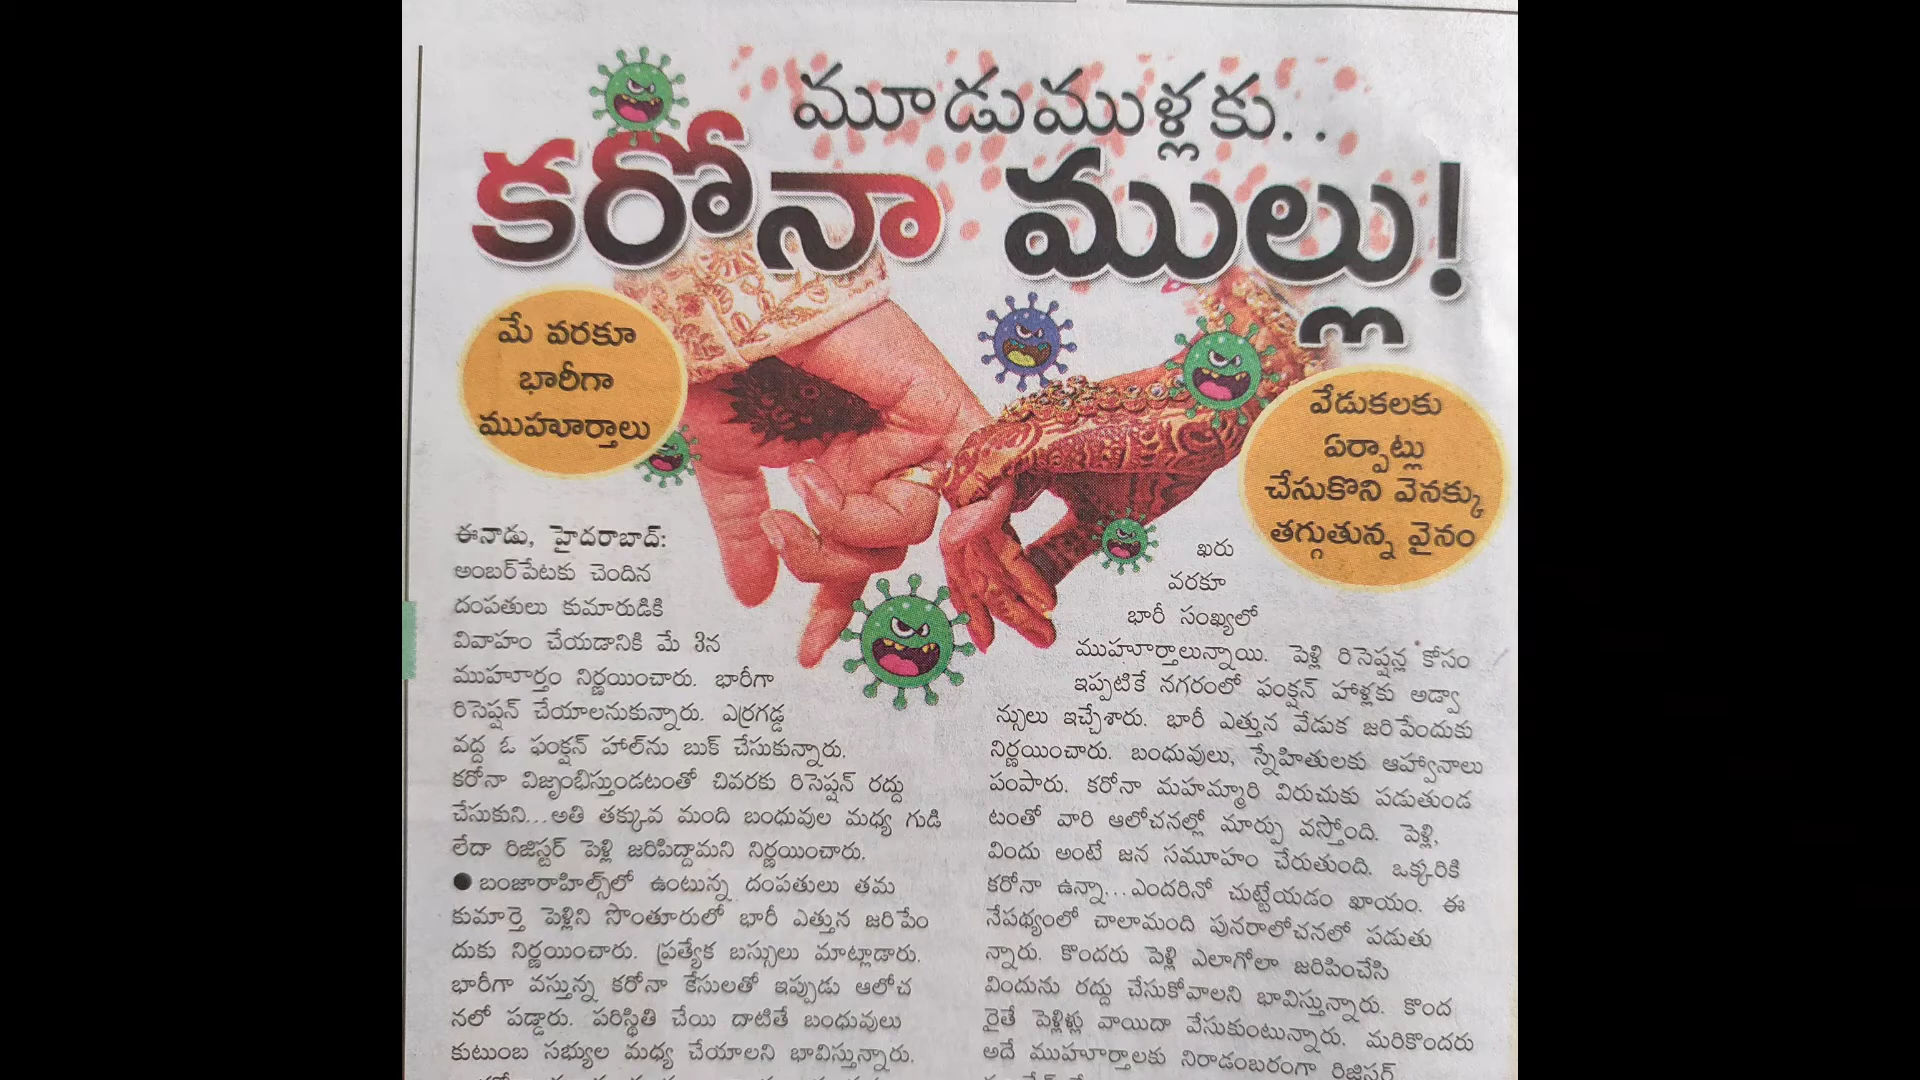 మూడుముళ్లకు..
కరోనా ముల్లు!
మే వరకూ
భారీగా
ముహూర్తాలు
వేడుకలకు
ఏర్పాట్లు
చేసుకొని వెనక్కు
తగ్గుతున్న వైనం
ఈనాడు, హైదరాబాద్:
అంబర్‌పేటకు చెందిన
దంపతులు కుమారుడికి
వివాహం చేయడానికి మే 3న
ముహూర్తం నిర్ణయించారు. భారీగా
రిసెప్షన్ చేయాలనుకున్నారు. ఎర్రగడ్డ
వద్ద ఓ ఫంక్షన్ హాల్‌ను బుక్ చేసుకున్నారు.
కరోనా విజృంభిస్తుండటంతో చివరకు రిసెప్షన్ రద్దు
చేసుకుని...అతి తక్కువ మంది బంధువుల మధ్య గుడి
లేదా రిజిస్టర్ పెళ్లి జరిపిద్దామని నిర్ణయించారు.
● బంజారాహిల్స్‌లో ఉంటున్న దంపతులు తమ
కుమార్తె పెళ్లిని సొంతూరులో భారీ ఎత్తున జరిపేం
దుకు నిర్ణయించారు. ప్రత్యేక బస్సులు మాట్లాడారు.
భారీగా వస్తున్న కరోనా కేసులతో ఇప్పుడు ఆలోచ
నలో పడ్డారు. పరిస్థితి చేయి దాటితే బంధువులు
కుటుంబ సభ్యుల మధ్య చేయాలని భావిస్తున్నారు.
ఖరు
వరకూ
భారీ సంఖ్యలో
ముహూర్తాలున్నాయి. పెళ్లి రిసెప్షన్ల కోసం
ఇప్పటికే నగరంలో ఫంక్షన్ హాళ్లకు అడ్వా
న్సులు ఇచ్చేశారు. భారీ ఎత్తున వేడుక జరిపేందుకు
నిర్ణయించారు. బంధువులు, స్నేహితులకు ఆహ్వానాలు
పంపారు. కరోనా మహమ్మారి విరుచుకు పడుతుండ
టంతో వారి ఆలోచనల్లో మార్పు వస్తోంది. పెళ్లి,
విందు అంటే జన సమూహం చేరుతుంది. ఒక్కరికి
కరోనా ఉన్నా...ఎందరినో చుట్టేయడం ఖాయం. ఈ
నేపథ్యంలో చాలామంది పునరాలోచనలో పడుతు
న్నారు. కొందరు పెళ్లి ఎలాగోలా జరిపించేసి
విందును రద్దు చేసుకోవాలని భావిస్తున్నారు. కొంద
రైతే పెళ్లిళ్లు వాయిదా వేసుకుంటున్నారు. మరికొందరు
అదే ముహూర్తాలకు నిరాడంబరంగా రిజిస్టర్